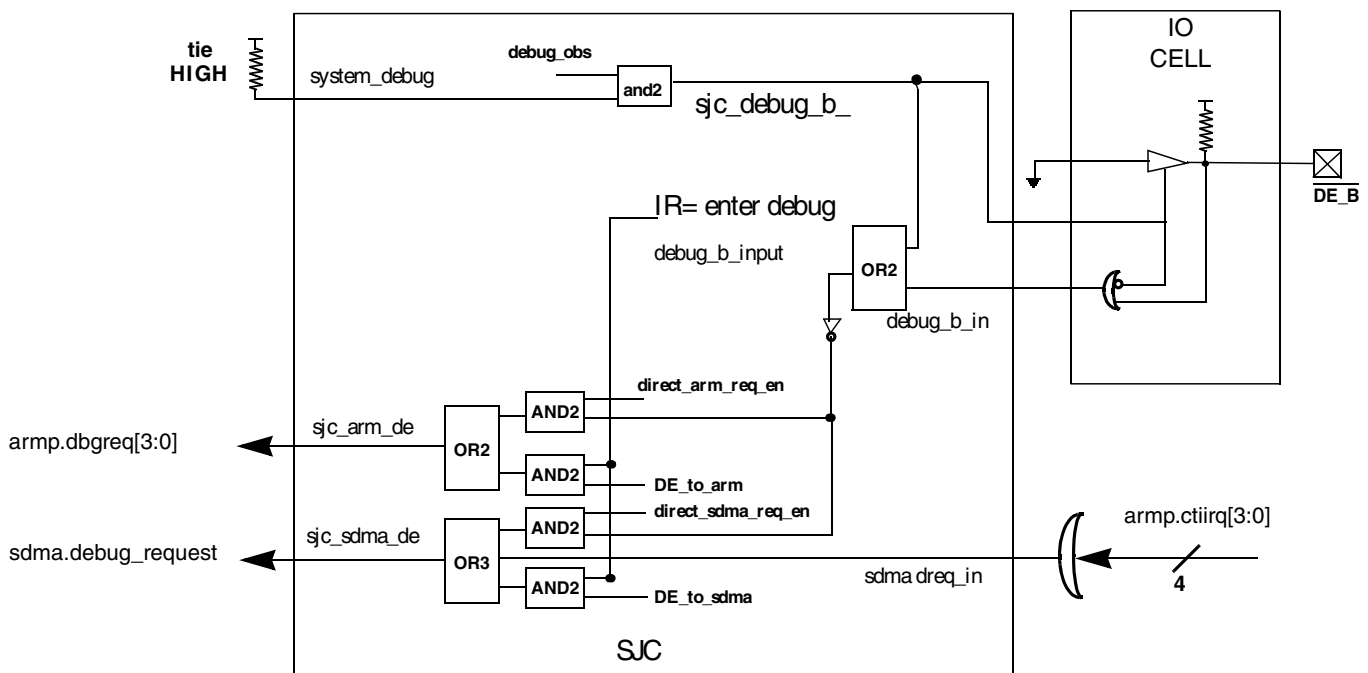 IO
CELL
tie
HIGH
debug_obs
system_debug
and2
sjc_debug_b_
DE_B
IR= enter debug
debug_b_input
OR2
debug_b_in
direct_arm_req_en
AND2
sjc_arm_de
armp.dbgreq[3:0]
OR2
AND2
DE_to_arm
direct_sdma_req_en
AND2
armp.ctiirq[3:0]
sjc_sdma_de
sdma.debug_request
OR3
sdma dreq_in
AND2
4
DE_to_sdma
SJC